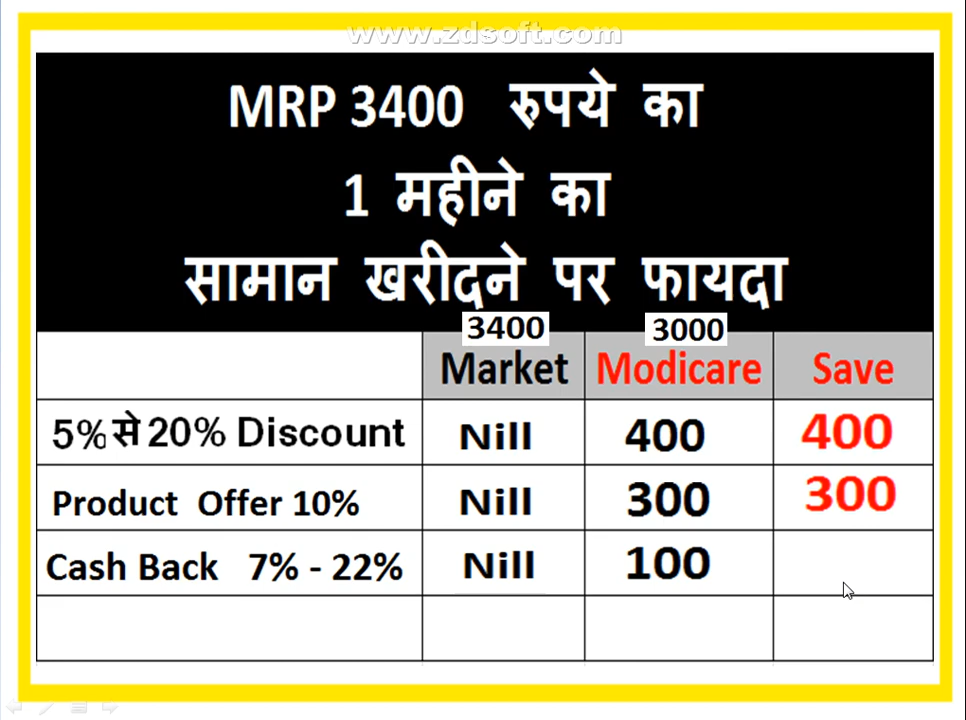 www.zdsoft.com
MRP 3400 रुपये का
1 महीने का
सामान खरीदने पर फायदा
3400 3000
Market Modicare Save
5% से 20% Discount Nill 400 400
Product Offer 10% Nill 300 300
Cash Back 7% - 22% Nill 100